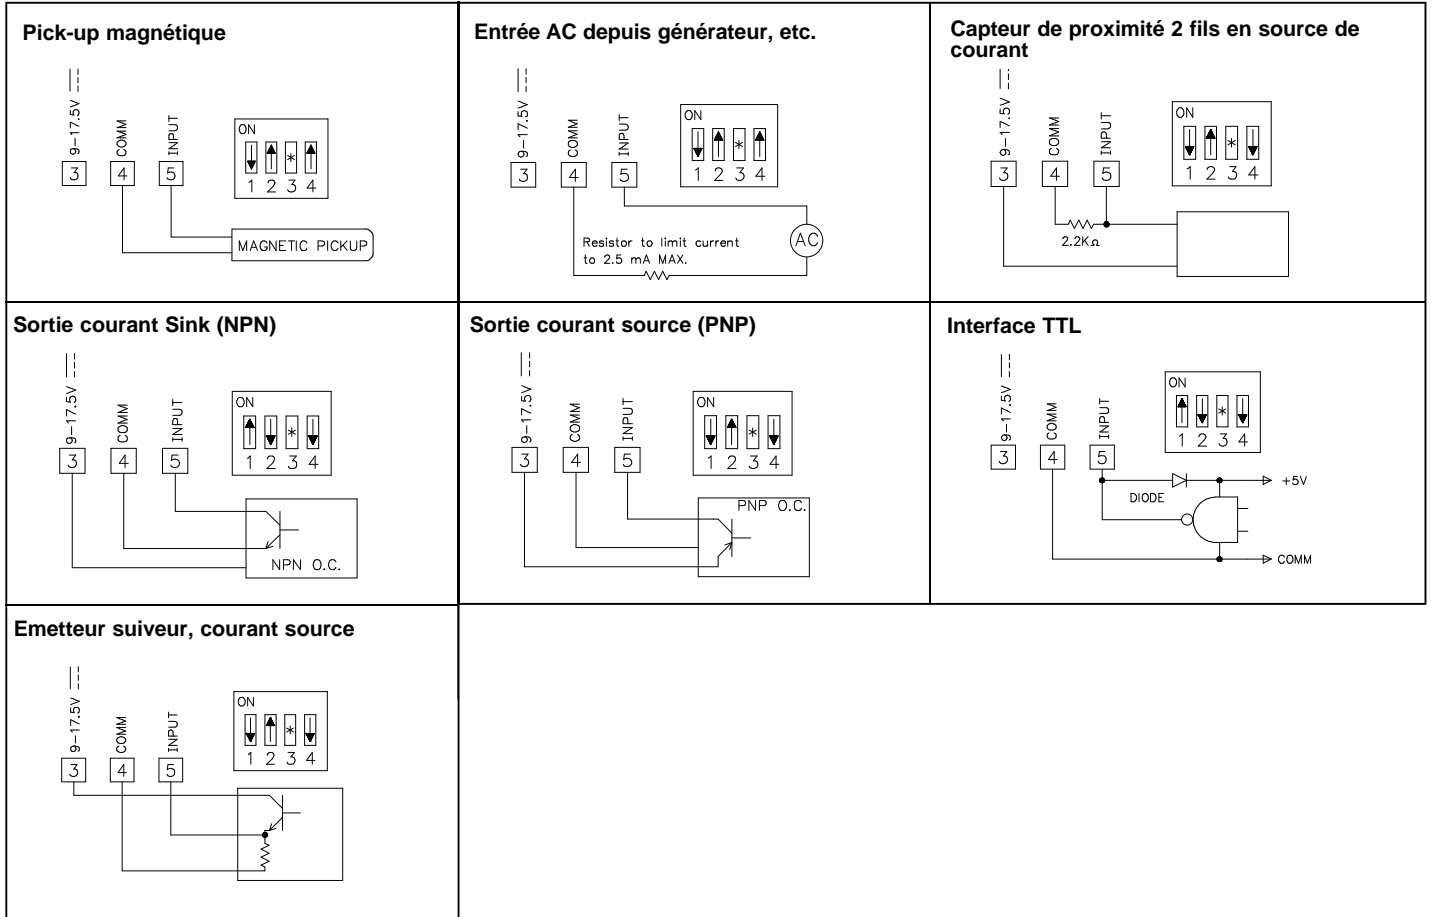 Pick-up magnétique
9-17.5V
COMM
INPUT
3
4
5
ON
*
1 2 3 4
MAGNETIC PICKUP
Entrée AC depuis générateur, etc.
9-17.5V
COMM
INPUT
3
4
5
ON
*
1 2 3 4
Resistor to limit current
to 2.5 mA MAX.
AC
Capteur de proximité 2 fils en source de
courant
9-17.5V
COMM
INPUT
3
4
5
ON
*
1 2 3 4
2.2KΩ
Sortie courant Sink (NPN)
9-17.5V
COMM
INPUT
3
4
5
ON
*
1 2 3 4
NPN O.C.
Sortie courant source (PNP)
9-17.5V
COMM
INPUT
3
4
5
ON
*
1 2 3 4
PNP O.C.
Interface TTL
9-17.5V
COMM
INPUT
3
4
5
ON
*
1 2 3 4
DIODE
+5V
COMM
Emetteur suiveur, courant source
9-17.5V
COMM
INPUT
3
4
5
ON
*
1 2 3 4